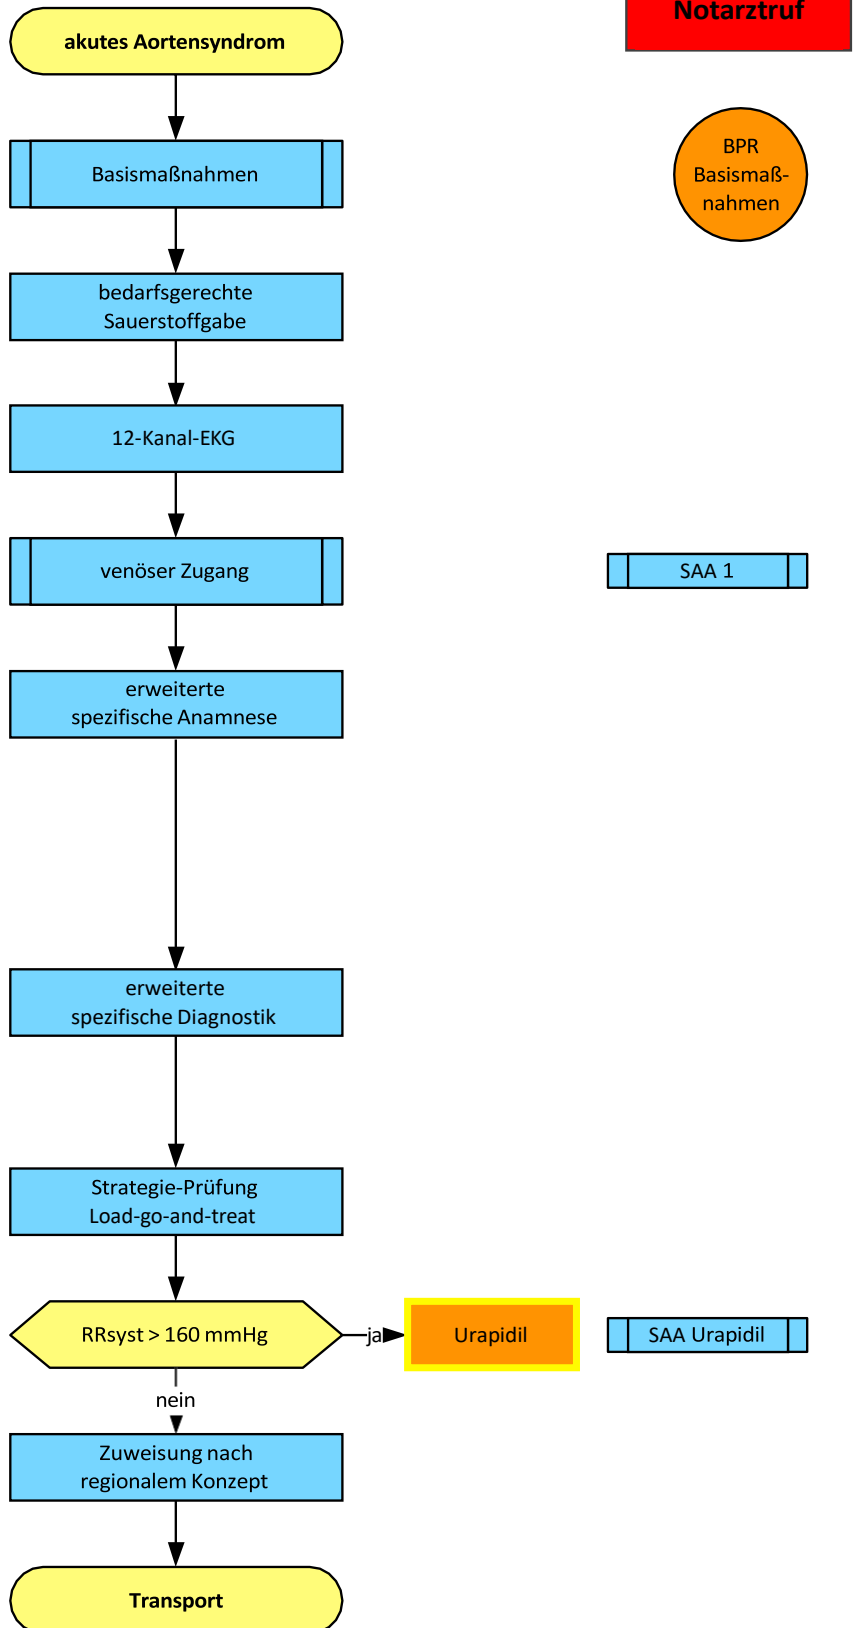 Notarztruf
akutes Aortensyndrom
BPR
Basismaß-
nahmen
Basismaßnahmen
bedarfsgerechte
Sauerstoffgabe
12-Kanal-EKG
venöser Zugang
SAA 1
erweiterte
spezifische Anamnese
erweiterte
spezifische Diagnostik
Strategie-Prüfung
Load-go-and-treat
RRsyst > 160 mmHg
ja
Urapidil
SAA Urapidil
nein
Zuweisung nach
regionalem Konzept
Transport